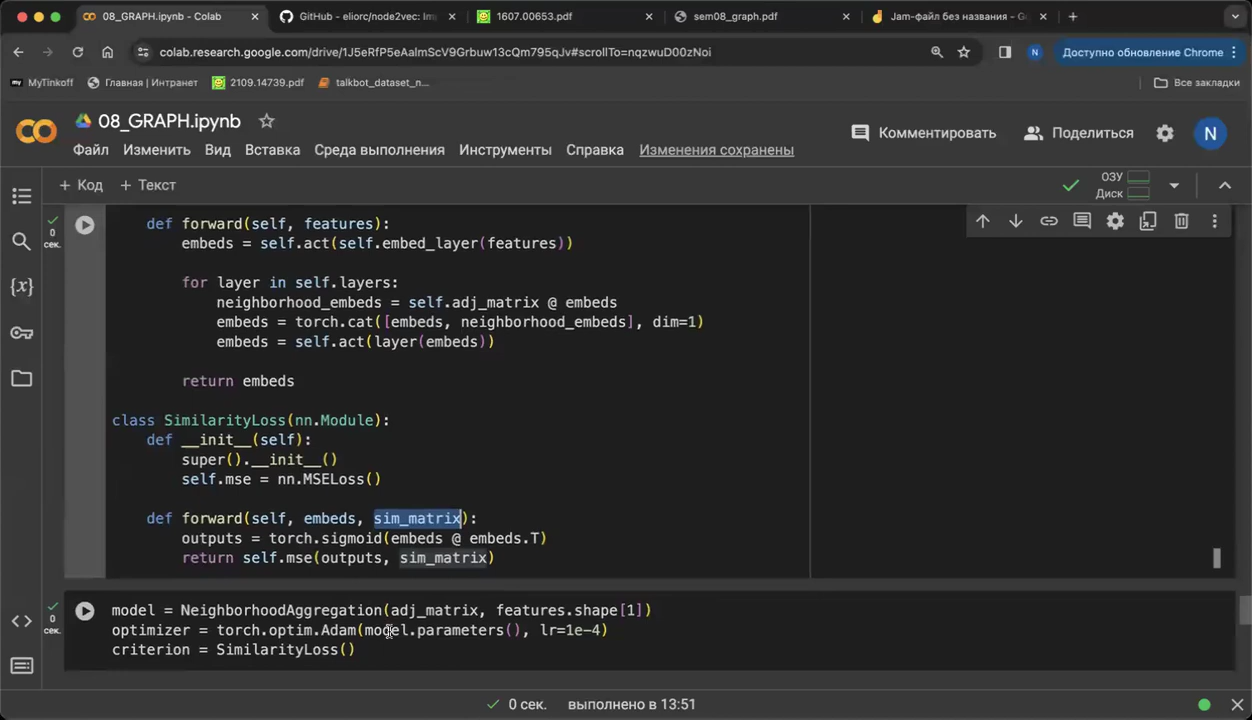 08_GRAPH.ipynb - Colab
GitHub - eliorc/node2vec: Im
1607.00653.pdf
sem08_graph.pdf
Jam-файл без названия - G
colab.research.google.com/drive/1J5eRfP5eAalmScV9Grbuw13cQm795qJv#scrollTo=nqzwuD00zNoi
N
Доступно обновление Chrome
my MyTinkoff
Главная | Интранет
2109.14739.pdf
talkbot_dataset_n...
Все закладки
08_GRAPH.ipynb
Комментировать
Поделиться
N
Файл Изменить Вид Вставка Среда выполнения Инструменты Справка Изменения сохранены
+ Код + Текст
ОЗУ
Диск
0
сек.
def forward(self, features):
embeds = self.act(self.embed_layer(features))
for layer in self.layers:
neighborhood_embeds = self.adj_matrix @ embeds
embeds = torch.cat([embeds, neighborhood_embeds], dim=1)
embeds = self.act(layer(embeds))
return embeds
class SimilarityLoss(nn.Module):
def __init__(self):
super().__init__()
self.mse = nn.MSELoss()
def forward(self, embeds, sim_matrix):
outputs = torch.sigmoid(embeds @ embeds.T)
return self.mse(outputs, sim_matrix)
0
сек.
model = NeighborhoodAggregation(adj_matrix, features.shape[1])
optimizer = torch.optim.Adam(model.parameters(), lr=1e-4)
criterion = SimilarityLoss()
0 сек. выполнено в 13:51